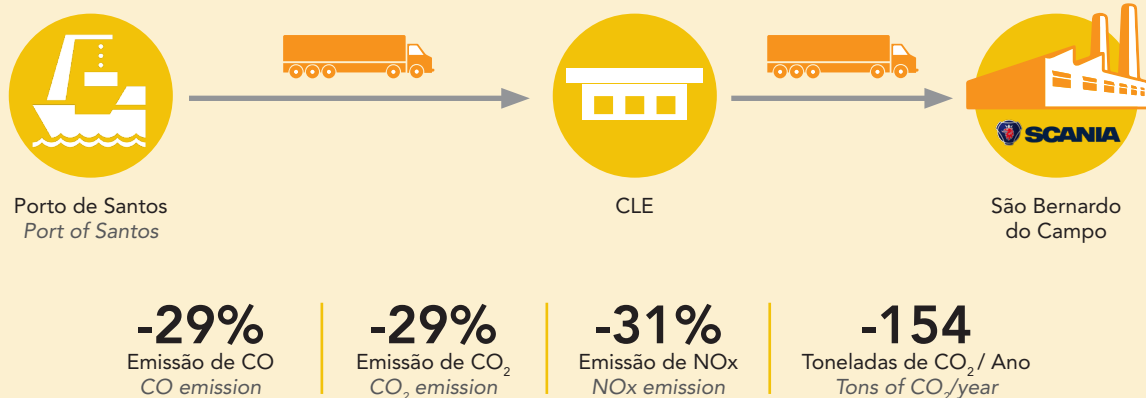 SCANIA
Porto de Santos
Port of Santos
CLE
São Bernardo
do Campo
-29%
Emissão de CO
CO emission
-29%
Emissão de CO₂
CO₂ emission
-31%
Emissão de NOx
NOx emission
-154
Toneladas de CO₂ / Ano
Tons of CO₂/year